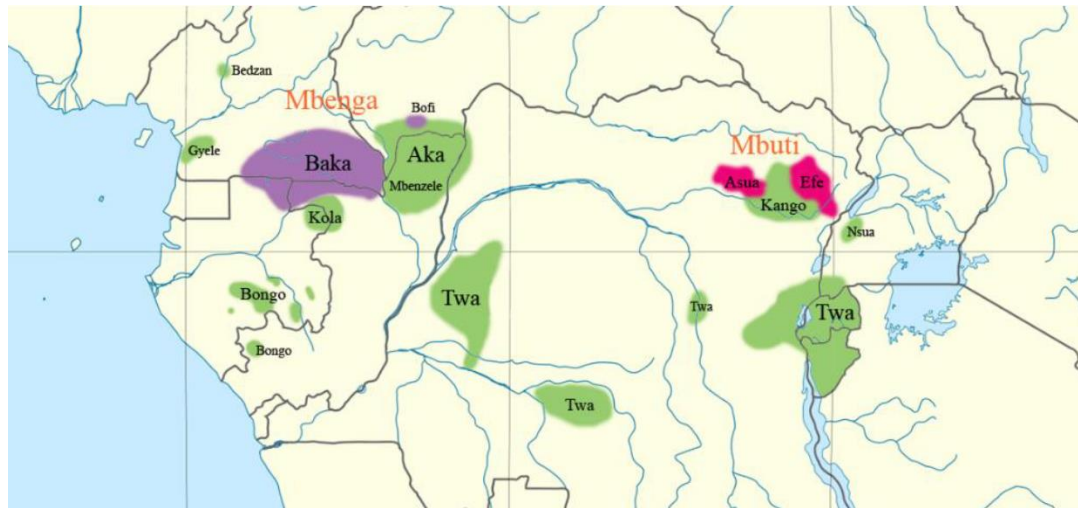 Bedzan
Mbenga
Bofi
Gyele
Baka
Aka
Mbenzele
Kola
Mbuti
Asua
Efe
Kango
Nsua
Bongo
Twa
Twa
Twa
Bongo
Twa